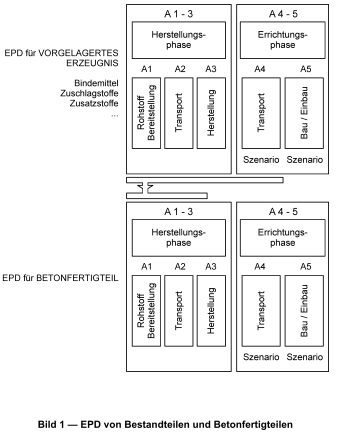 A 1 - 3
A 4 - 5
EPD für VORGELAGERTES
ERZEUGNIS
Bindemittel
Zuschlagstoffe
Zusatzstoffe
...
Herstellungs-
phase
Errichtungs-
phase
A1
A2
A3
A4
A5
Rohstoff
Bereitstellung
Transport
Herstellung
Transport
Bau / Einbau
Szenario
Szenario
A 1 - 3
A 4 - 5
Herstellungs-
phase
Errichtungs-
phase
EPD für BETONFERTIGTEIL
A1
A2
A3
A4
A5
Rohstoff
Bereitstellung
Transport
Herstellung
Transport
Bau / Einbau
Szenario
Szenario
Bild 1 — EPD von Bestandteilen und Betonfertigteilen